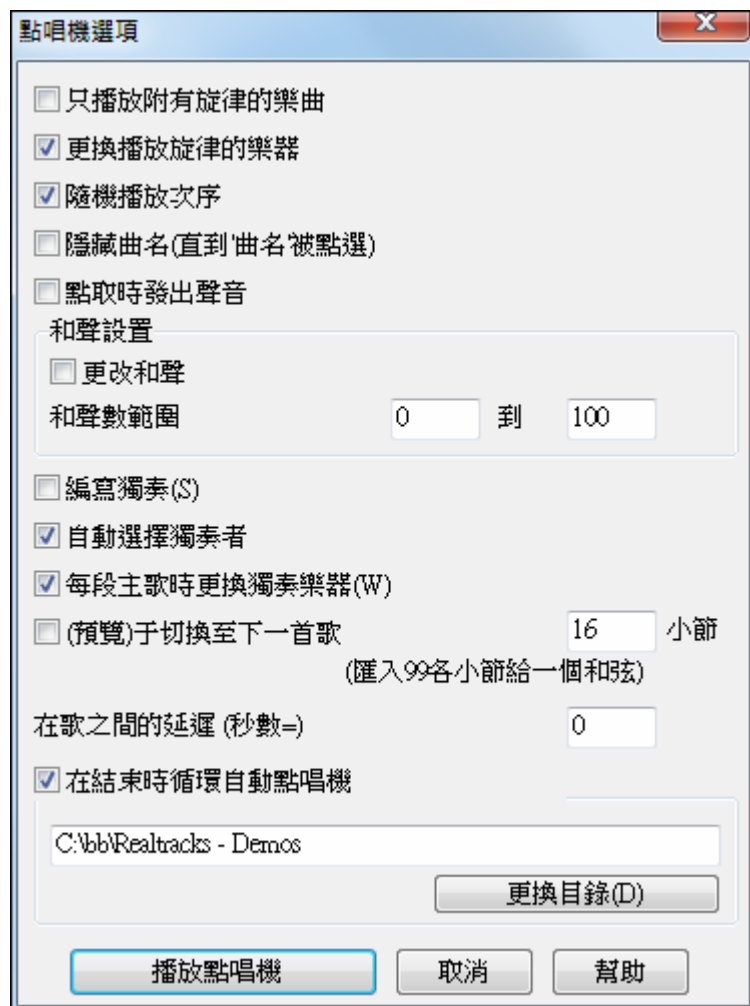 點唱機選項
只播放附有旋律的樂曲
更換播放旋律的樂器
隨機播放次序
隱藏曲名(直到'曲名'被點選)
點取時發出聲音
和聲設置
更改和聲
和聲數範圍 0 到 100
編寫獨奏(S)
自動選擇獨奏者
每段主歌時更換獨奏樂器(W)
(預覽)于切換至下一首歌 16 小節
(匯入99各小節給一個和弦)
在歌之間的延遲 (秒數=) 0
在結束時循環自動點唱機
C:\bb\Realtracks - Demos
更換目錄(D)
播放點唱機 取消 幫助